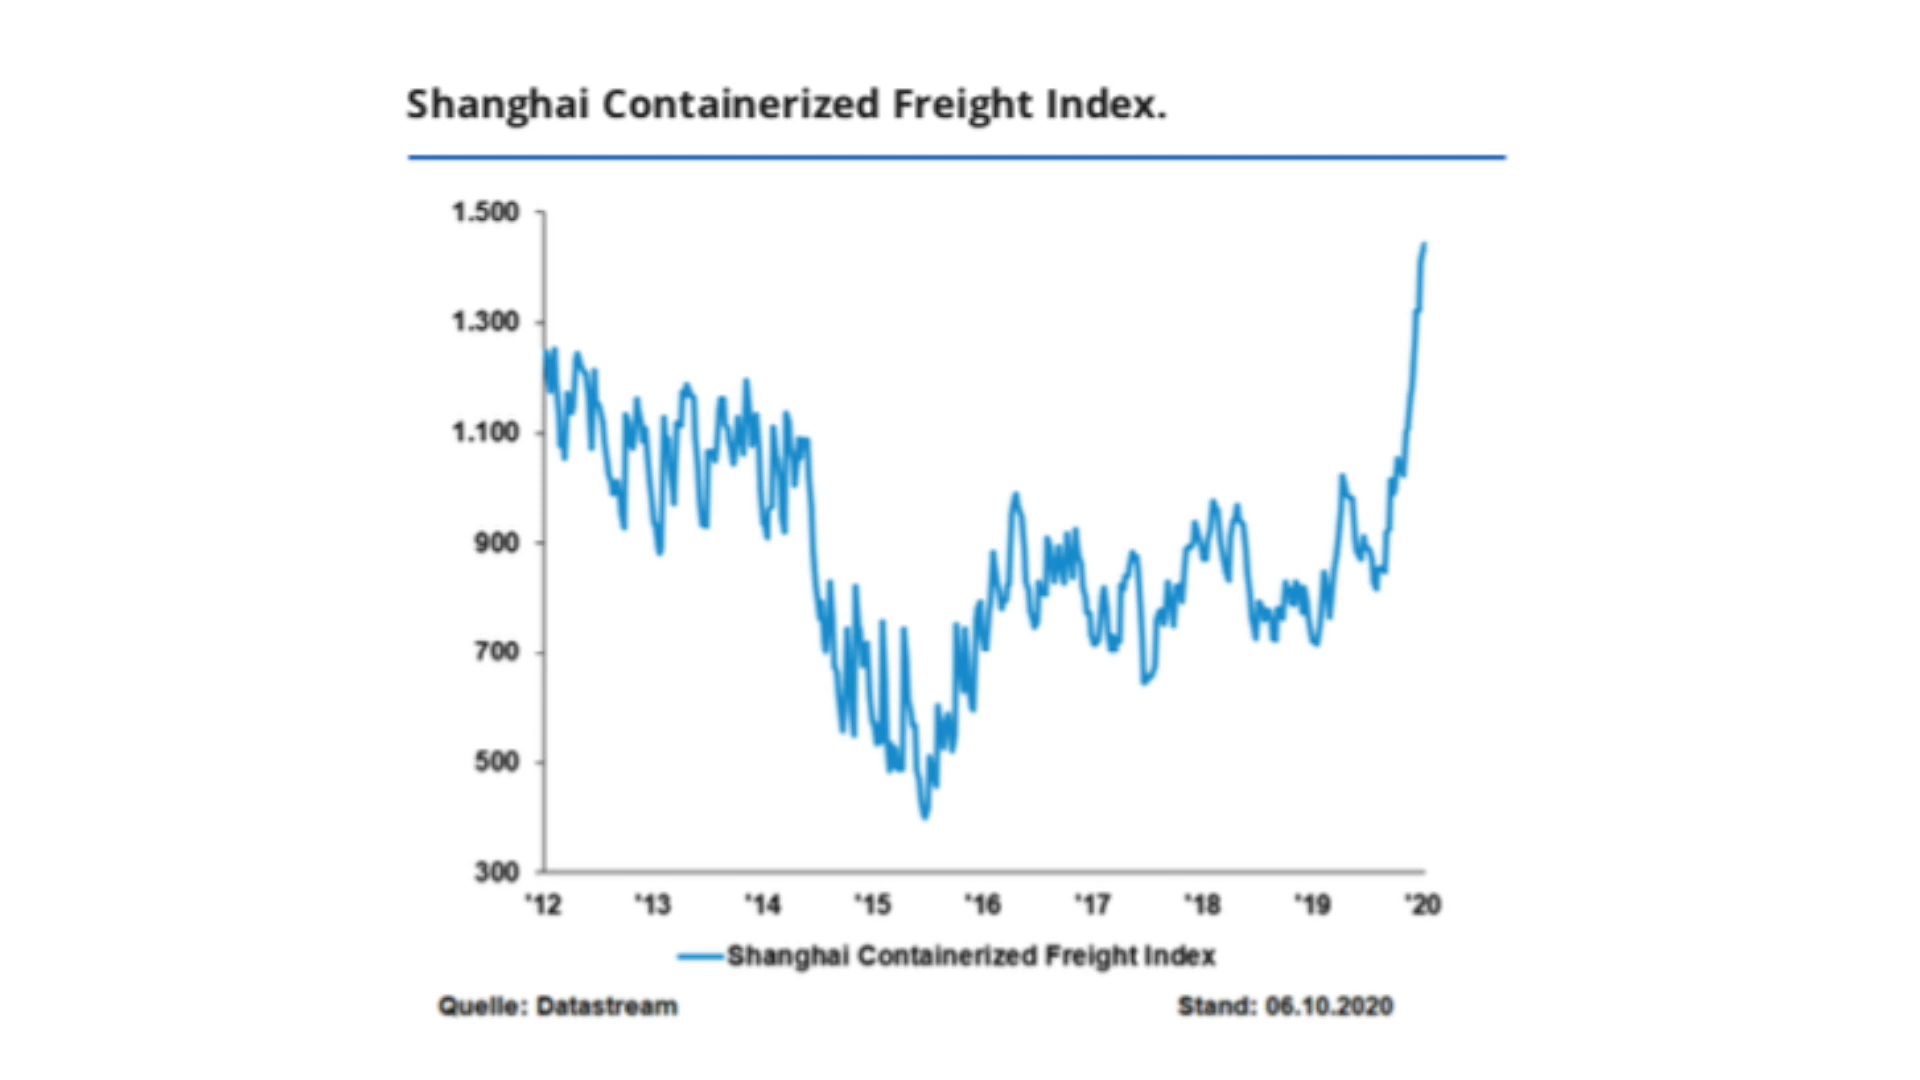 Shanghai Containerized Freight Index.
1.500
1.300
1.100
900
700
500
300
'12 '13 '14 '15 '16 '17 '18 '19 '20
Shanghai Containerized Freight Index
Quelle: Datastream Stand: 06.10.2020